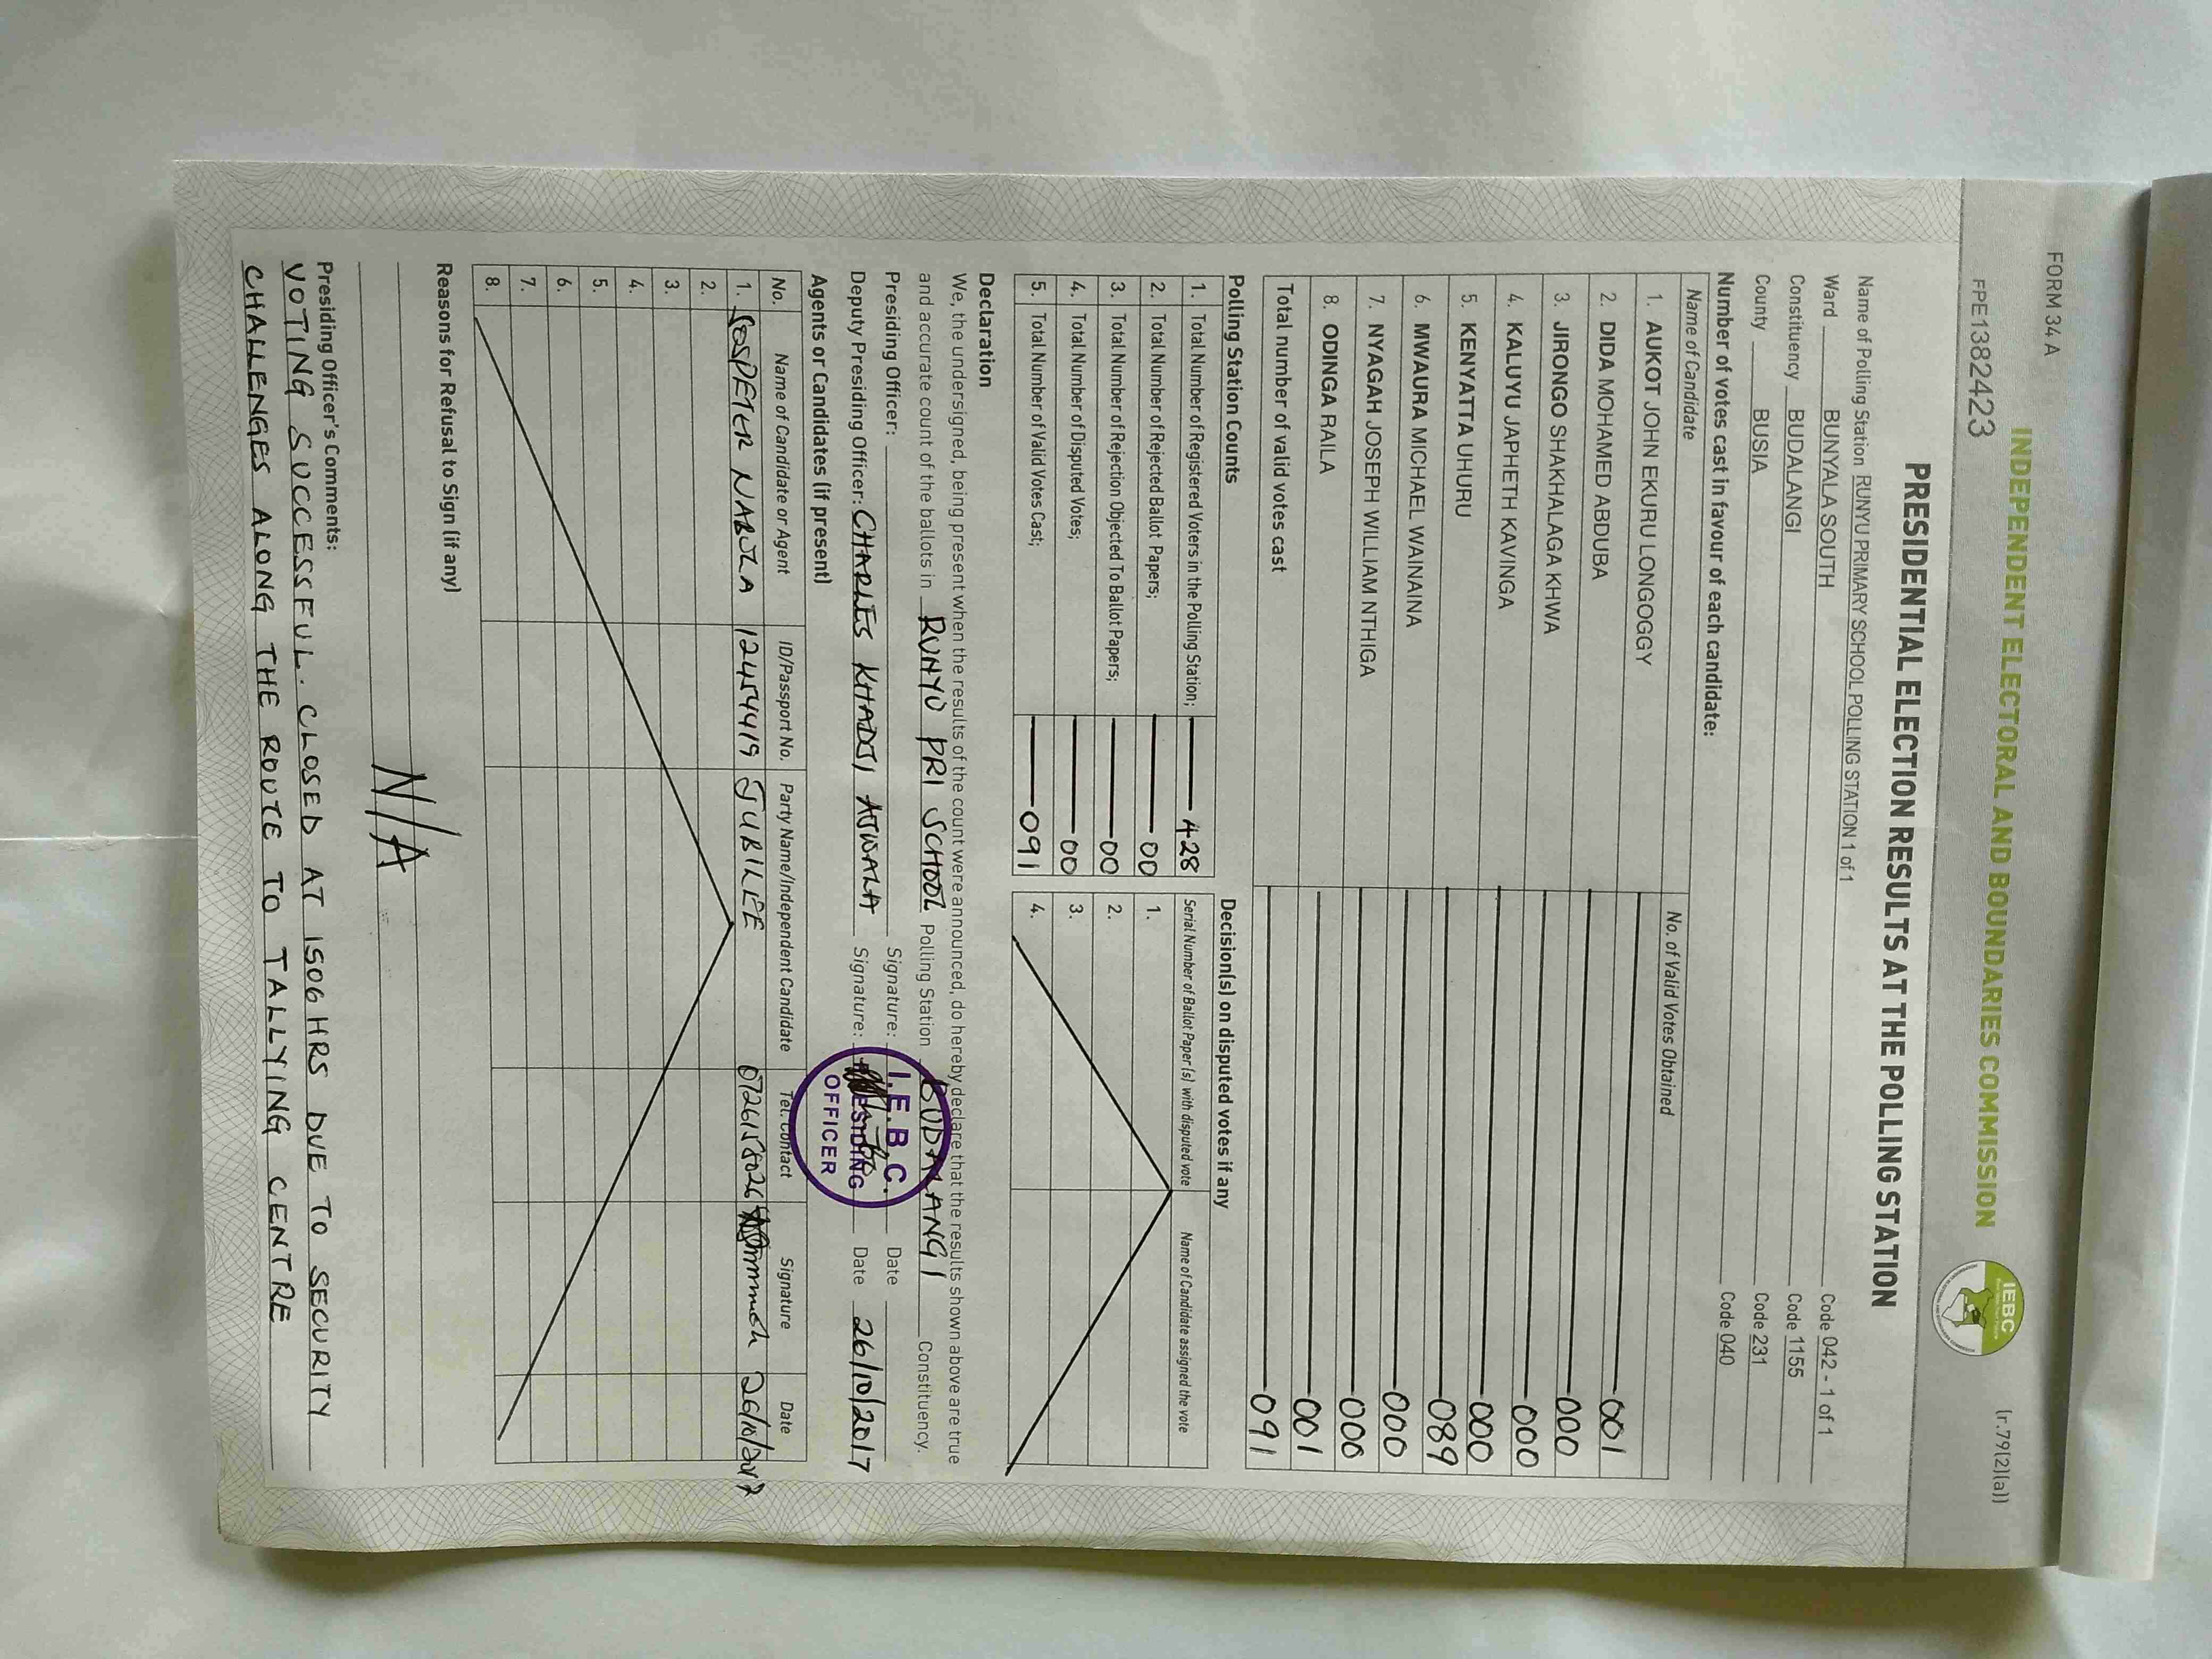 FORM 34 A
(r.79(2)(a))
INDEPENDENT ELECTORAL AND BOUNDARIES COMMISSION
IEBC
FPE1382423
PRESIDENTIAL ELECTION RESULTS AT THE POLLING STATION
Name of Polling Station RUNYU PRIMARY SCHOOL POLLING STATION 1 of 1 Code 042 - 1 of 1
Ward BUNYALA SOUTH Code 1155
Constituency BUDALANGI Code 231
County BUSIA Code 040
Number of votes cast in favour of each candidate:
Name of Candidate No. of Valid Votes Obtained
1. AUKOT JOHN EKURU LONGOGGY 001
2. DIDA MOHAMED ABDUBA 000
3. JIRONGO SHAKHALAGA KHWA 000
4. KALUYU JAPHETH KAVINGA 000
5. KENYATTA UHURU 089
6. MWAURA MICHAEL WAINAINA 000
7. NYAGAH JOSEPH WILLIAM NTHIGA 000
8. ODINGA RAILA 001
Total number of valid votes cast 091
Polling Station Counts
1. Total Number of Registered Voters in the Polling Station; 428
2. Total Number of Rejected Ballot Papers; 00
3. Total Number of Rejection Objected To Ballot Papers; 00
4. Total Number of Disputed Votes; 00
5. Total Number of Valid Votes Cast; 091
Decision(s) on disputed votes if any
Serial Number of Ballot Paper(s) with disputed vote Name of Candidate assigned the vote
1.
2.
3.
4.
Declaration
We, the undersigned, being present when the results of the count were announced, do hereby declare that the results shown above are true
and accurate count of the ballots in RUNYU PRI SCHOOL Polling Station BUDALANGI Constituency.
Presiding Officer: Signature: Date
Deputy Presiding Officer: CHARLES KHADSI Signature: Date 26/10/2017
I.E.B.C.
PRESIDING
OFFICER
Agents or Candidates (if present)
No. Name of Candidate or Agent ID/Passport No. Party Name/Independent Candidate Tel. Contact Signature Date
1. SOSPETER NABULA 12454419 JUBILEE 0726158026 26/10/2017
2.
3.
4.
5.
6.
7.
8.
Reasons for Refusal to Sign (if any)
N/A
Presiding Officer's Comments:
VOTING SUCCESSFUL. CLOSED AT 1506HRS DUE TO SECURITY
CHALLENGES ALONG THE ROUTE TO TALLYING CENTRE